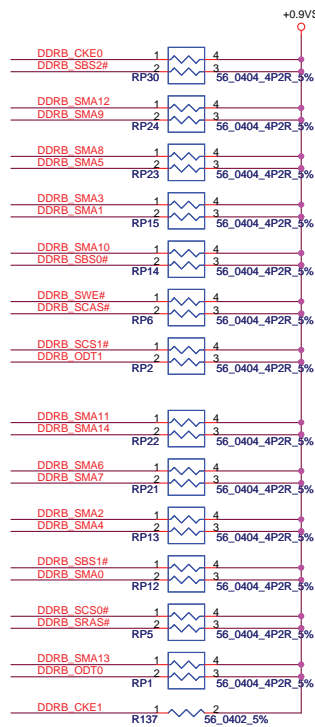 +0.9VS
DDRB_CKE0 1 4
DDRB_SBS2# 2 3
RP30 56_0404_4P2R_5%
DDRB_SMA12 1 4
DDRB_SMA9 2 3
RP24 56_0404_4P2R_5%
DDRB_SMA8 1 4
DDRB_SMA5 2 3
RP23 56_0404_4P2R_5%
DDRB_SMA3 1 4
DDRB_SMA1 2 3
RP15 56_0404_4P2R_5%
DDRB_SMA10 1 4
DDRB_SBS0# 2 3
RP14 56_0404_4P2R_5%
DDRB_SWE# 1 4
DDRB_SCAS# 2 3
RP6 56_0404_4P2R_5%
DDRB_SCS1# 1 4
DDRB_ODT1 2 3
RP2 56_0404_4P2R_5%
DDRB_SMA11 1 4
DDRB_SMA14 2 3
RP22 56_0404_4P2R_5%
DDRB_SMA6 1 4
DDRB_SMA7 2 3
RP21 56_0404_4P2R_5%
DDRB_SMA2 1 4
DDRB_SMA4 2 3
RP13 56_0404_4P2R_5%
DDRB_SBS1# 1 4
DDRB_SMA0 2 3
RP12 56_0404_4P2R_5%
DDRB_SCS0# 1 4
DDRB_SRAS# 2 3
RP5 56_0404_4P2R_5%
DDRB_SMA13 1 4
DDRB_ODT0 2 3
RP1 56_0404_4P2R_5%
DDRB_CKE1 1 2
R137 56_0402_5%